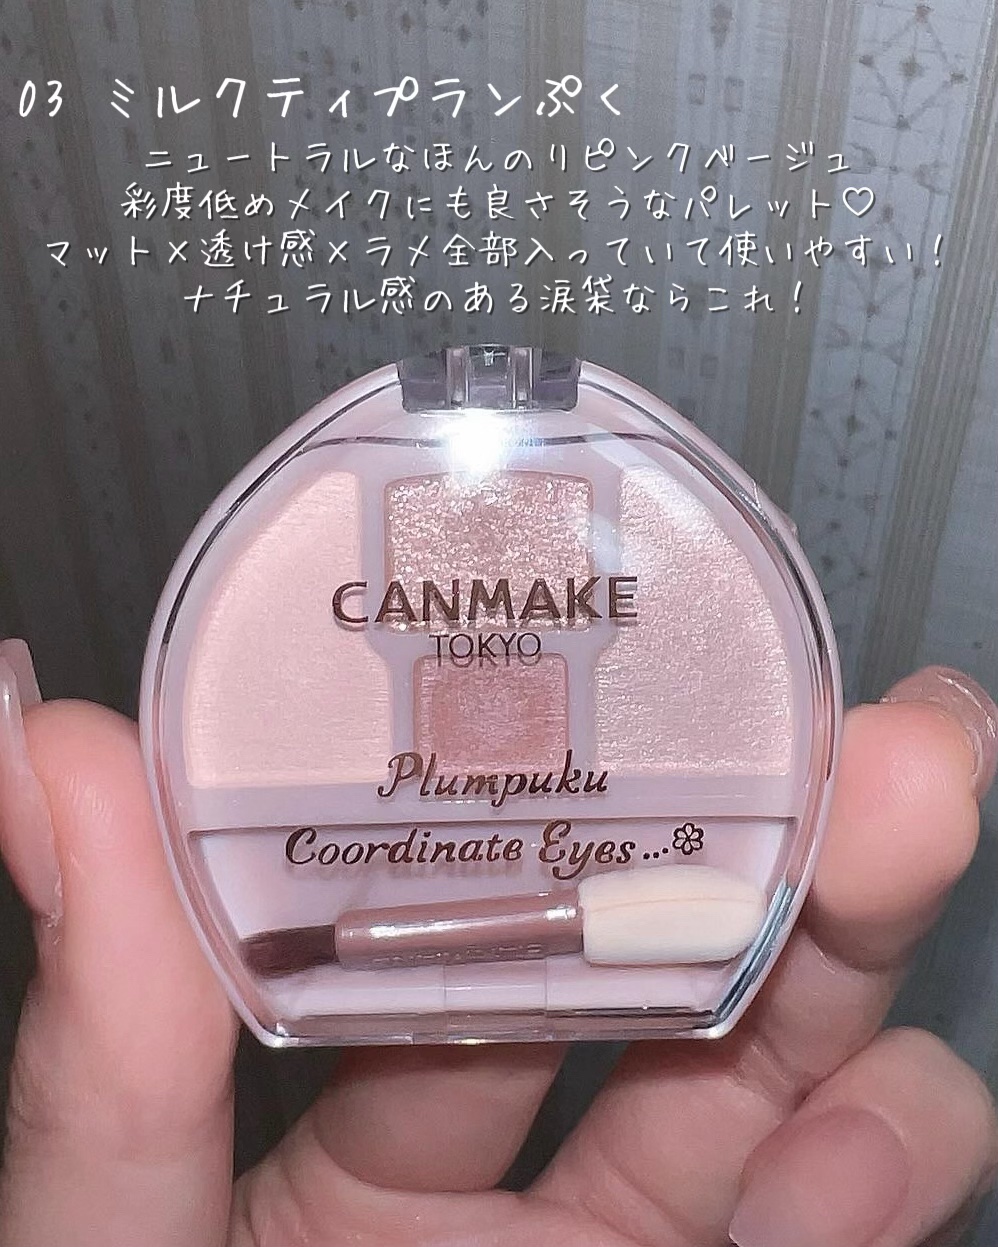 03 ミルクティプランぷく
ニュートラルなほんのりピンクベージュ
彩度低めメイクにも良さそうなパレット♡
マット×透け感×ラメ全部入っていて使いやすい!
ナチュラル感のある涙袋ならこれ!
CANMAKE
TOKYO
Plumpuku
Coordinate Eyes...